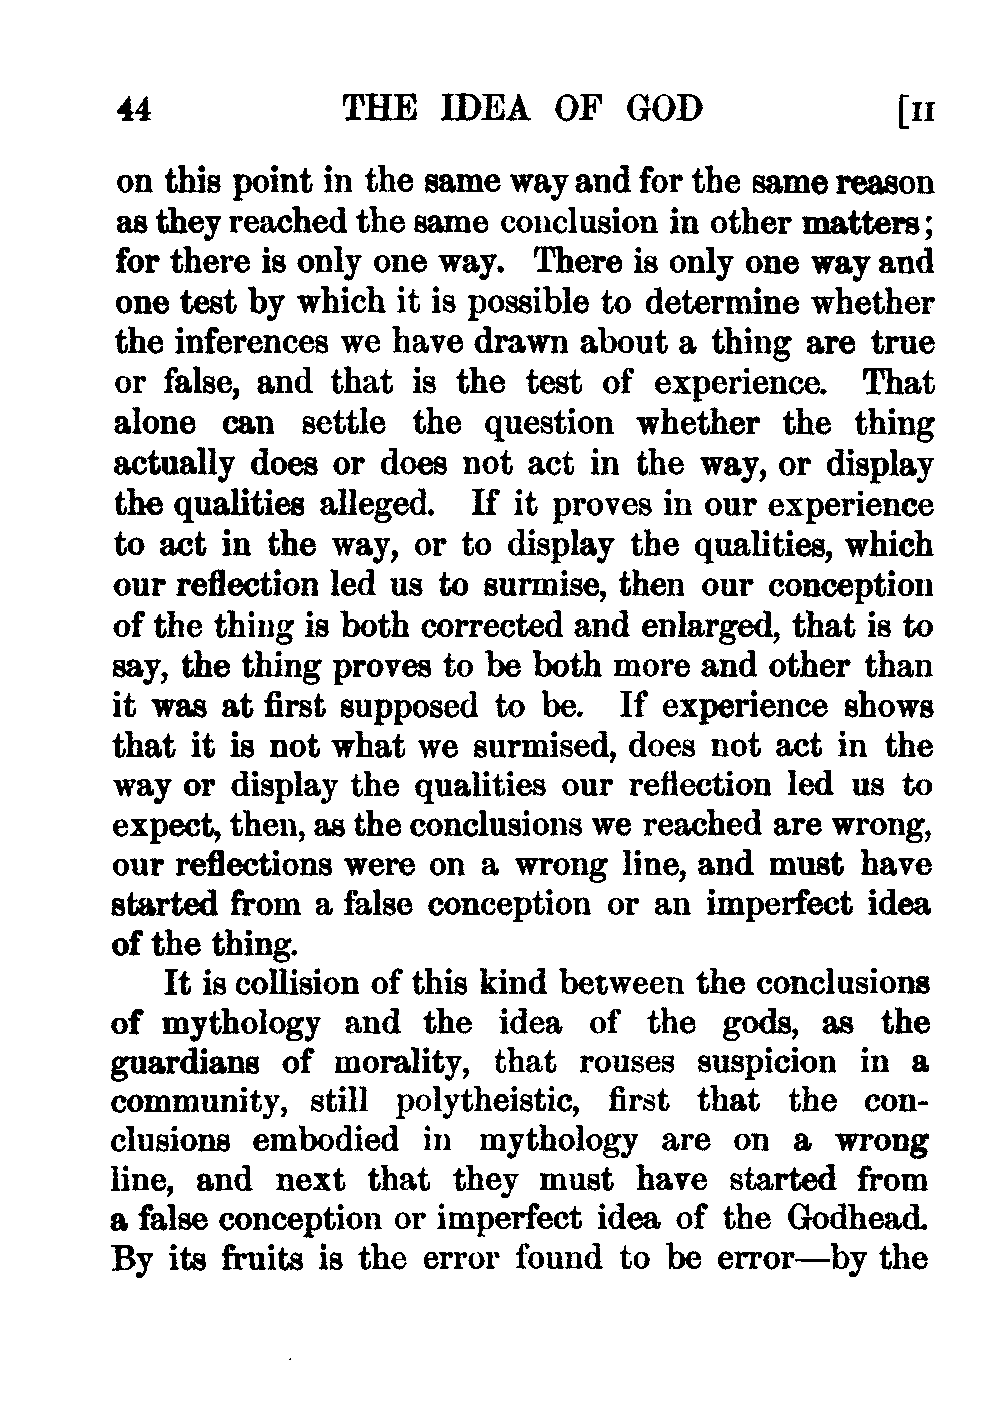 44 THE IDEA OF GOD [II
on this point in the same way and for the same reason
as they reached the same conclusion in other matters;
for there is only one way. There is only one way and
one test by which it is possible to determine whether
the inferences we have drawn about a thing are true
or false, and that is the test of experience. That
alone can settle the question whether the thing
actually does or does not act in the way, or display
the qualities alleged. If it proves in our experience
to act in the way, or to display the qualities, which
our reflection led us to surmise, then our conception
of the thing is both corrected and enlarged, that is to
say, the thing proves to be both more and other than
it was at first supposed to be. If experience shows
that it is not what we surmised, does not act in the
way or display the qualities our reflection led us to
expect, then, as the conclusions we reached are wrong,
our reflections were on a wrong line, and must have
started from a false conception or an imperfect idea
of the thing.
It is collision of this kind between the conclusions
of mythology and the idea of the gods, as the
guardians of morality, that rouses suspicion in a
community, still polytheistic, first that the con-
clusions embodied in mythology are on a wrong
line, and next that they must have started from
a false conception or imperfect idea of the Godhead.
By its fruits is the error found to be error—by the